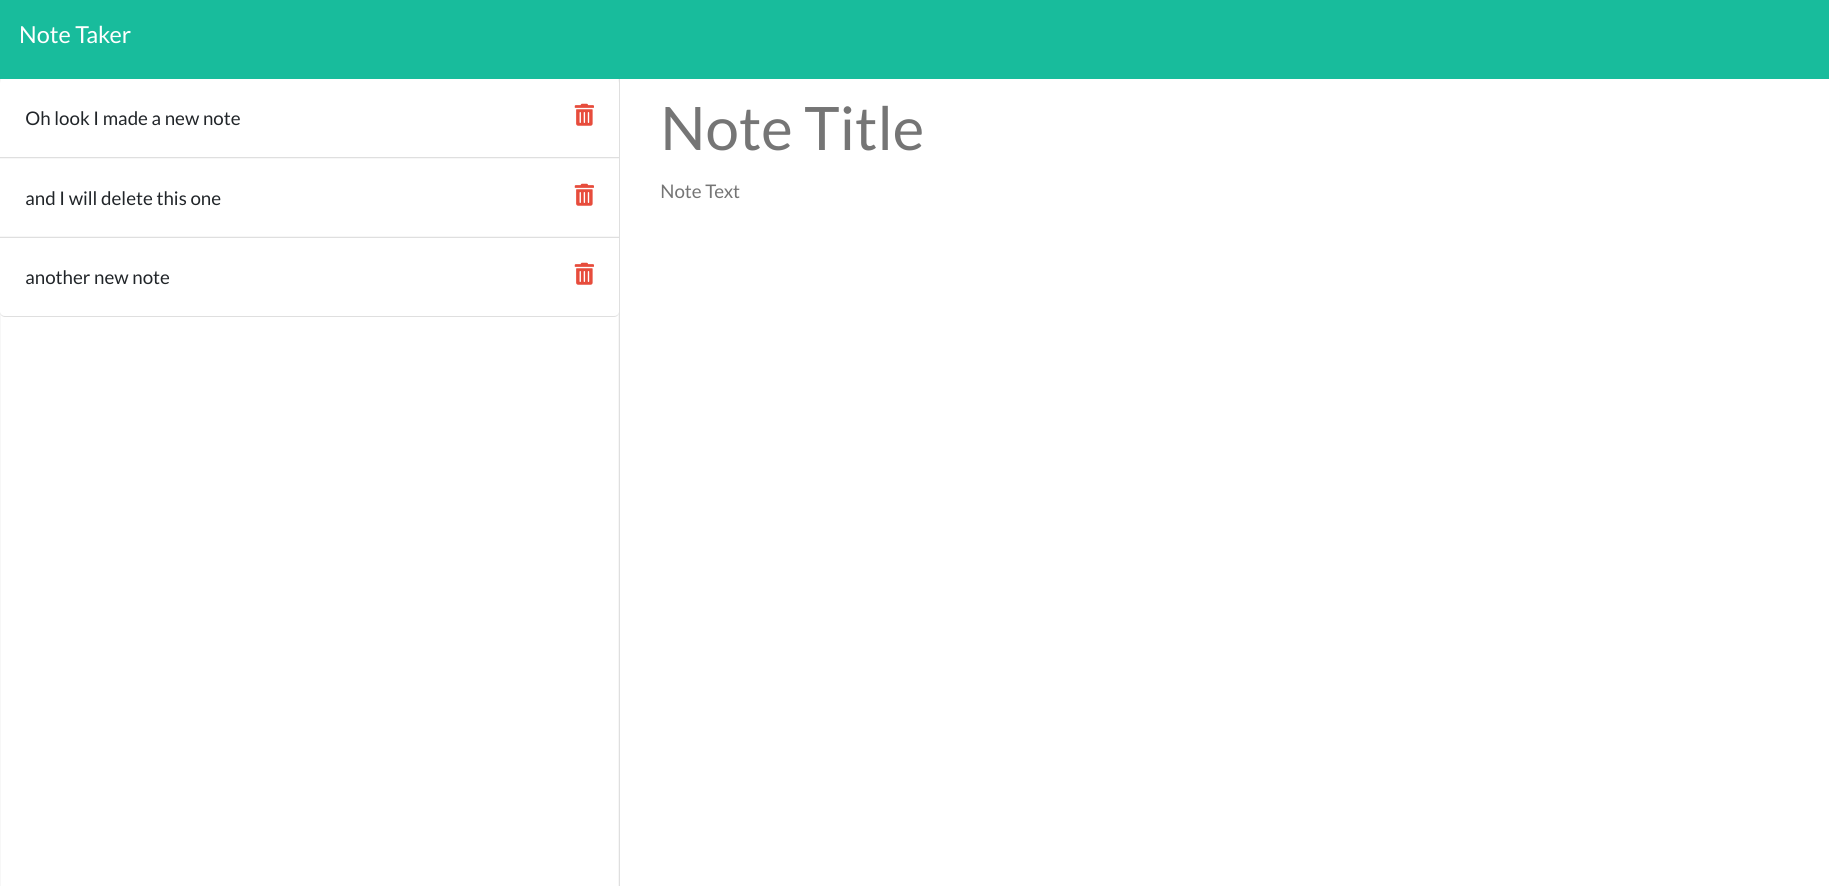 Note Taker
Oh look I made a new note
and I will delete this one
another new note
Note Title
Note Text